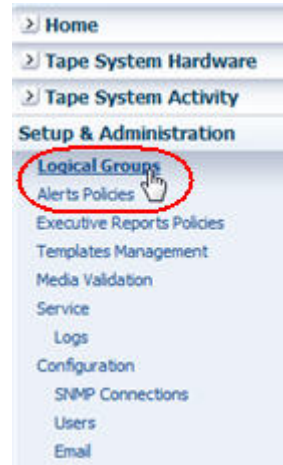 Home
Tape System Hardware
Tape System Activity
Setup & Administration
Logical Groups
Alerts Policies
Executive Reports Policies
Templates Management
Media Validation
Service
Logs
Configuration
SNMP Connections
Users
Email